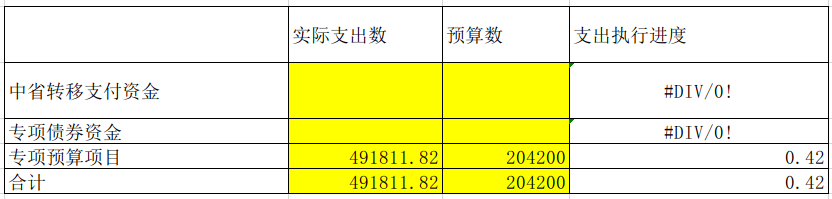 实际支出数 预算数 支出执行进度
中省转移支付资金 #DIV/0!
专项债券资金 #DIV/0!
专项预算项目 491811.82 204200 0.42
合计 491811.82 204200 0.42